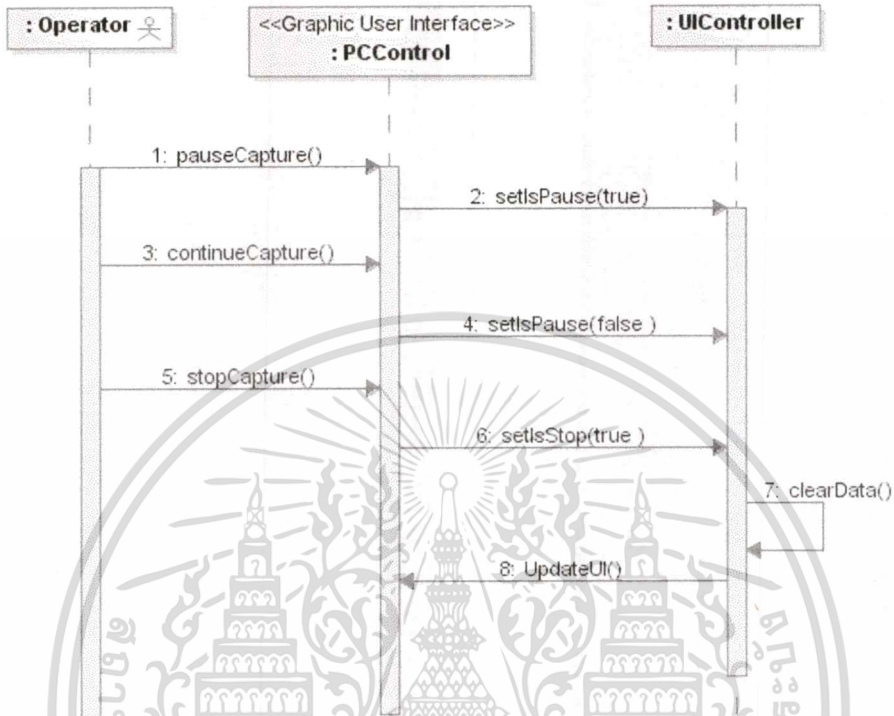 : Operator
<<Graphic User Interface>>
: PCControl
: UIController
1: pauseCapture()
2: setIsPause(true)
3: continueCapture()
4: setIsPause(false )
5: stopCapture()
6: setIsStop(true )
7: clearData()
8: UpdateUI()